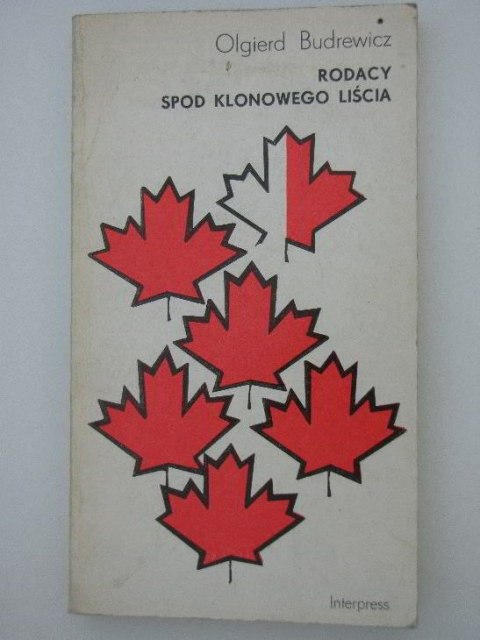 Olgierd Budrewicz
RODACY
SPOD KLONOWEGO LIŚCIA
Interpress